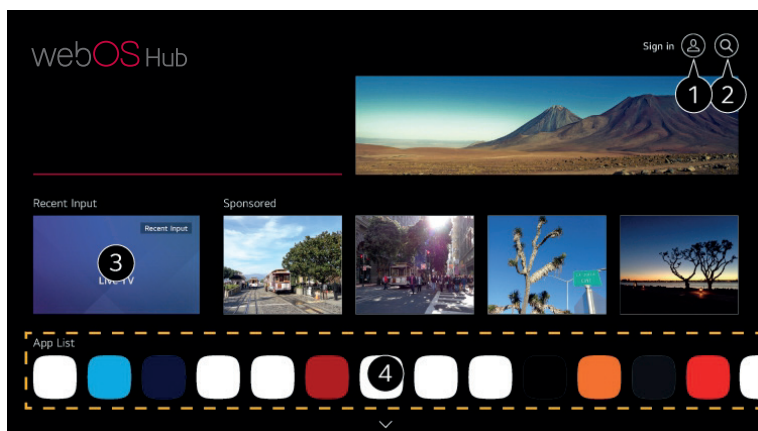 webOS Hub
Sign in
1 2
Recent Input
Sponsored
Recent Input
3
LIVE TV
App List
4